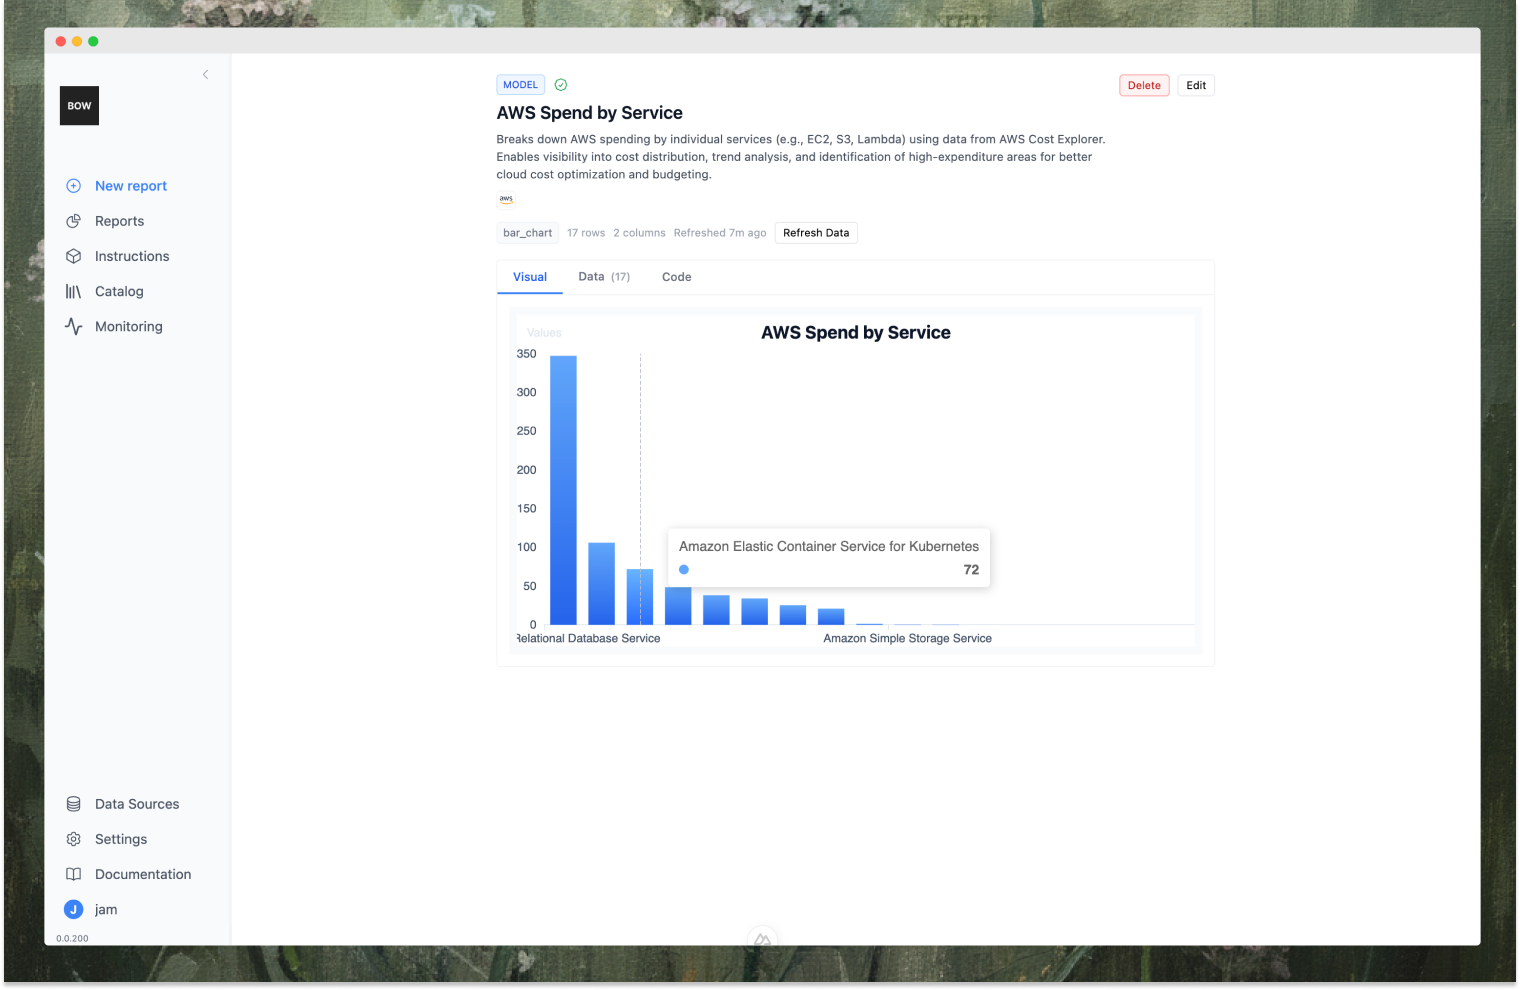 BOW
New report
Reports
Instructions
Catalog
Monitoring
Data Sources
Settings
Documentation
J jam
0.0.200
MODEL
Delete Edit
AWS Spend by Service
Breaks down AWS spending by individual services (e.g., EC2, S3, Lambda) using data from AWS Cost Explorer.
Enables visibility into cost distribution, trend analysis, and identification of high-expenditure areas for better
cloud cost optimization and budgeting.
aws
bar_chart 17 rows 2 columns Refreshed 7m ago Refresh Data
Visual Data (17) Code
Values
AWS Spend by Service
350
300
250
200
150
100
50
0
Amazon Elastic Container Service for Kubernetes
72
Relational Database Service Amazon Simple Storage Service